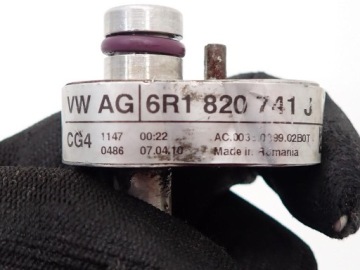 VW AG 6R1 820 741 J
CG4 1147 00:22
0486 07.04.10 Made in Romania